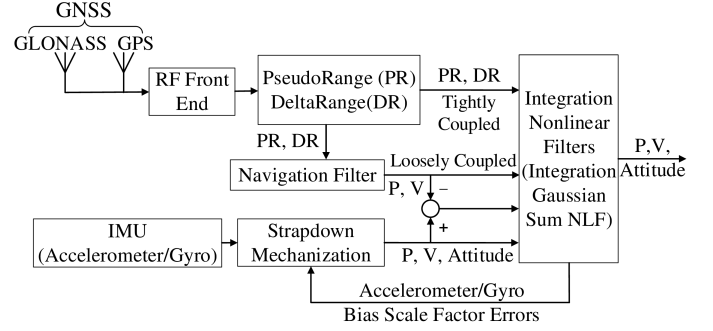 GNSS
GLONASS GPS
RF Front
End
PseudoRange (PR)
DeltaRange(DR)
PR, DR
Tightly
Coupled
PR, DR
Navigation Filter
Loosely Coupled
P, V
−
+
IMU
(Accelerometer/Gyro)
Strapdown
Mechanization
P, V, Attitude
Integration
Nonlinear
Filters
(Integration
Gaussian
Sum NLF)
P,V,
Attitude
Accelerometer/Gyro
Bias Scale Factor Errors